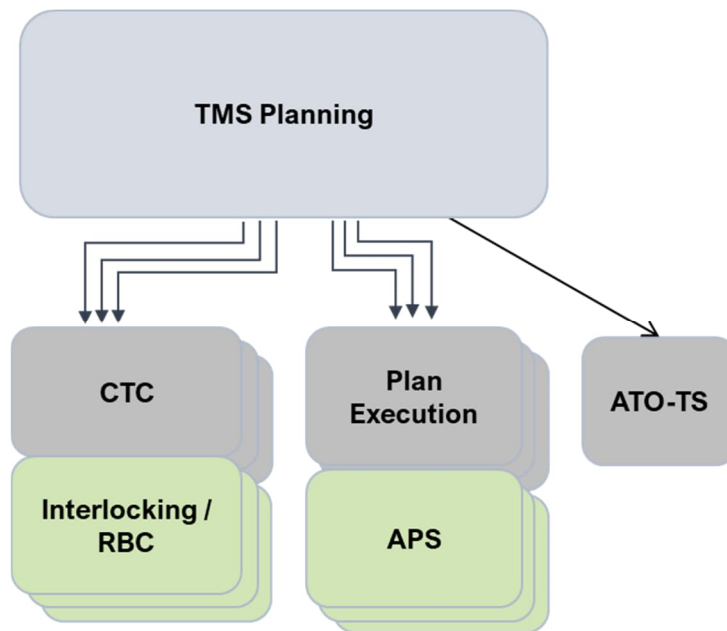 TMS Planning
CTC
Plan
Execution
ATO-TS
Interlocking /
RBC
APS